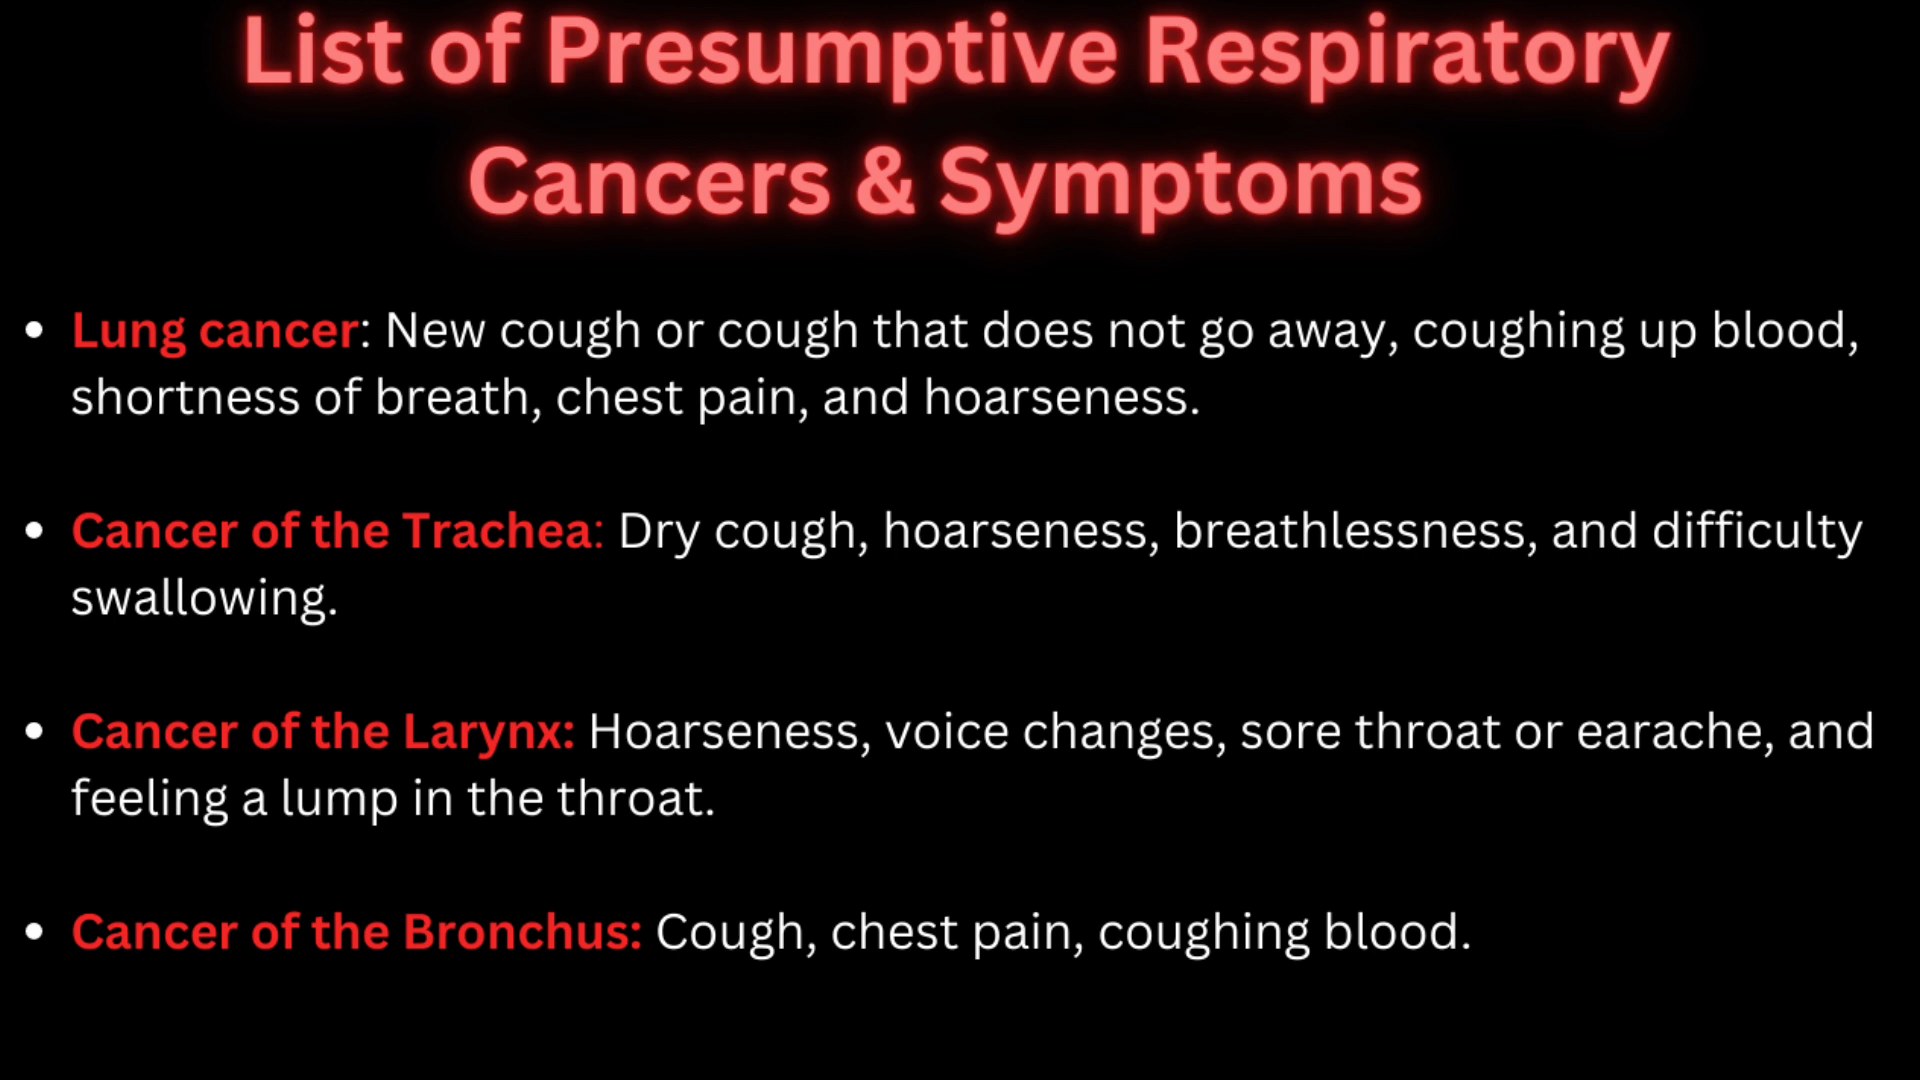 List of Presumptive Respiratory
Cancers & Symptoms
• Lung cancer: New cough or cough that does not go away, coughing up blood,
shortness of breath, chest pain, and hoarseness.
• Cancer of the Trachea: Dry cough, hoarseness, breathlessness, and difficulty
swallowing.
• Cancer of the Larynx: Hoarseness, voice changes, sore throat or earache, and
feeling a lump in the throat.
• Cancer of the Bronchus: Cough, chest pain, coughing blood.